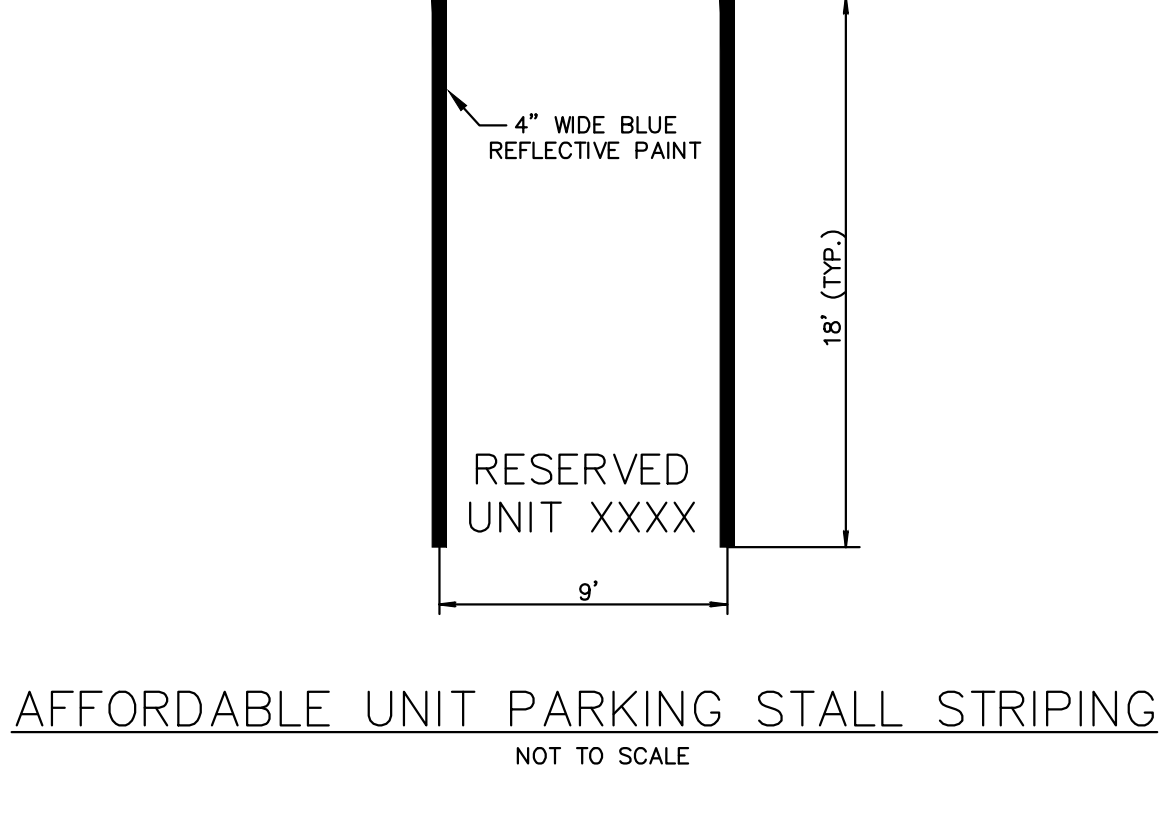 4” WIDE BLUE
REFLECTIVE PAINT
18’ (TYP.)
RESERVED
UNIT XXXX
9’
AFFORDABLE UNIT PARKING STALL STRIPING
NOT TO SCALE